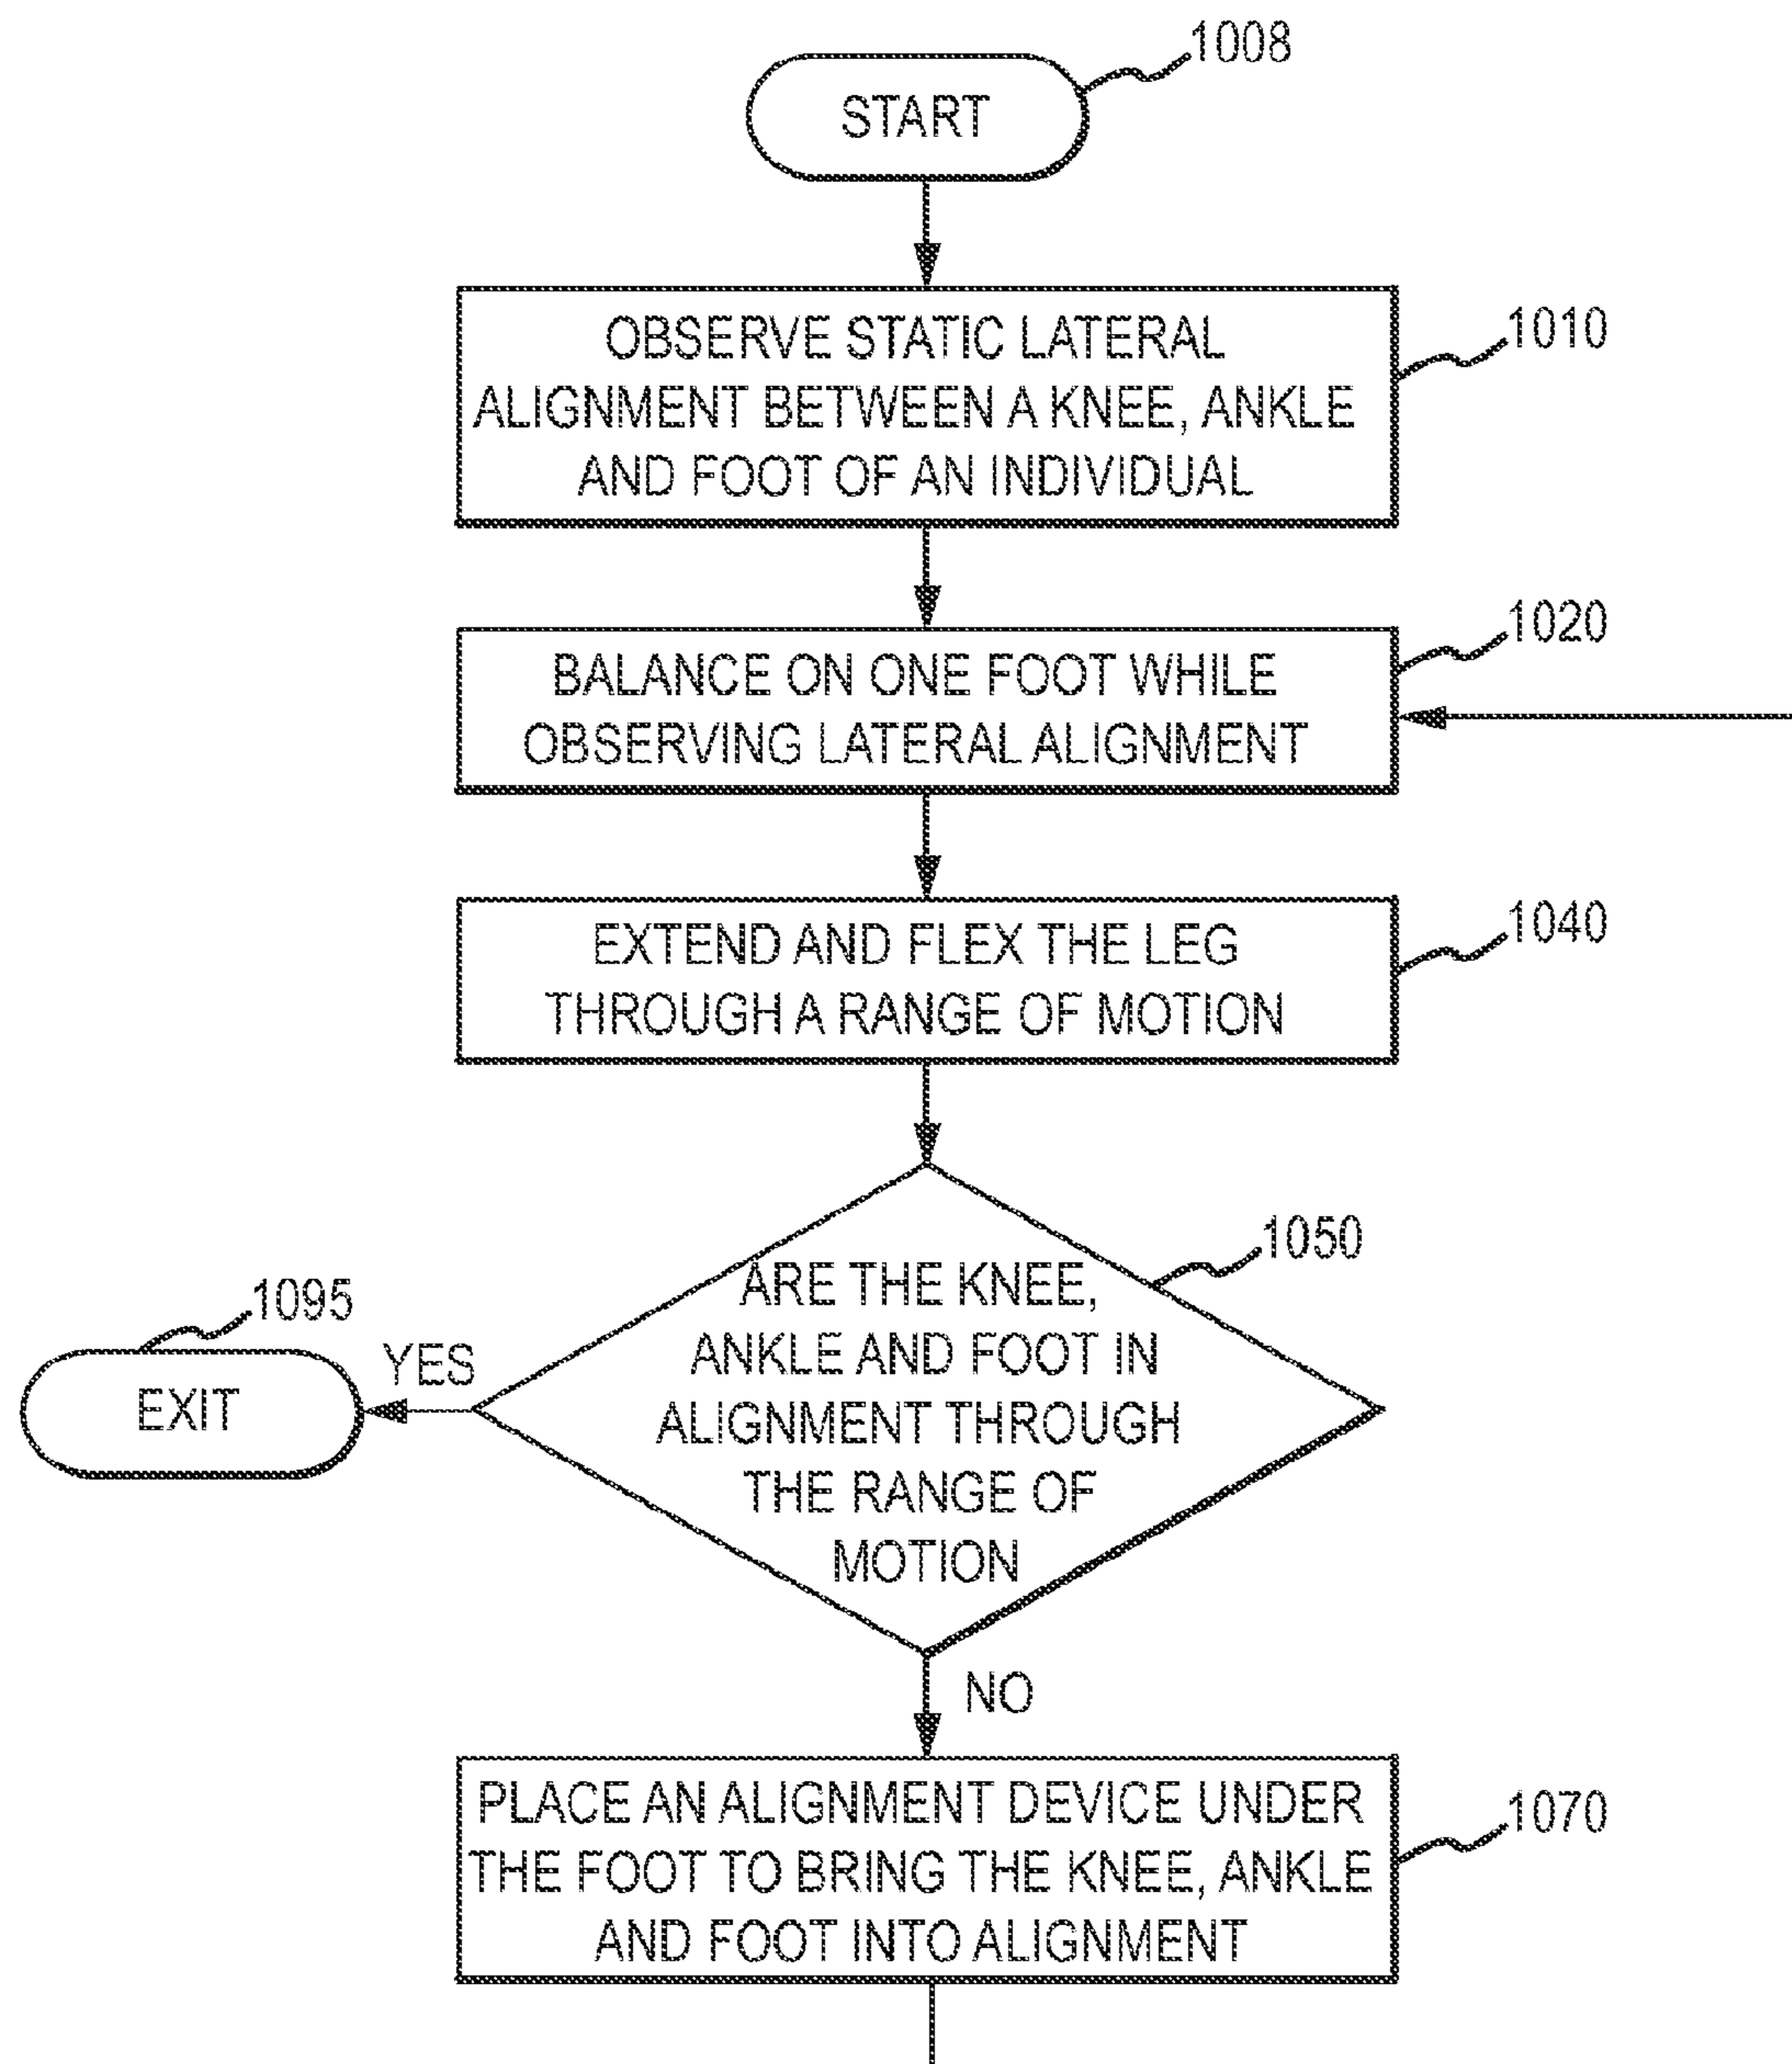 1008
START
OBSERVE STATIC LATERAL
ALIGNMENT BETWEEN A KNEE, ANKLE
AND FOOT OF AN INDIVIDUAL
1010
BALANCE ON ONE FOOT WHILE
OBSERVING LATERAL ALIGNMENT
1020
EXTEND AND FLEX THE LEG
THROUGH A RANGE OF MOTION
1040
ARE THE KNEE,
ANKLE AND FOOT IN
ALIGNMENT THROUGH
THE RANGE OF
MOTION
1050
1095
YES
EXIT
NO
PLACE AN ALIGNMENT DEVICE UNDER
THE FOOT TO BRING THE KNEE, ANKLE
AND FOOT INTO ALIGNMENT
1070